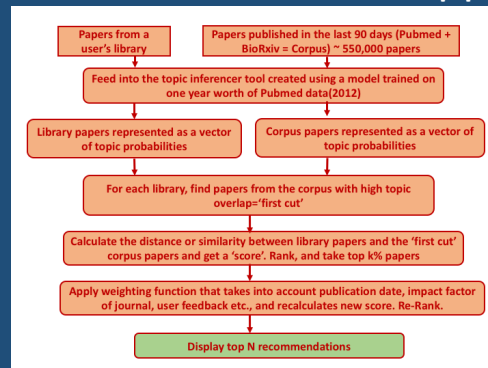 Papers from a
user's library
Papers published in the last 90 days (Pubmed +
BioRxiv = Corpus) ~ 550,000 papers
Feed into the topic inferencer tool created using a model trained on
one year worth of Pubmed data(2012)
Library papers represented as a vector
of topic probabilities
Corpus papers represented as a vector of
topic probabilities
For each library, find papers from the corpus with high topic
overlap='first cut'
Calculate the distance or similarity between library papers and the 'first cut'
corpus papers and get a 'score'. Rank, and take top k% papers
Apply weighting function that takes into account publication date, impact factor
of journal, user feedback etc., and recalculates new score. Re-Rank.
Display top N recommendations